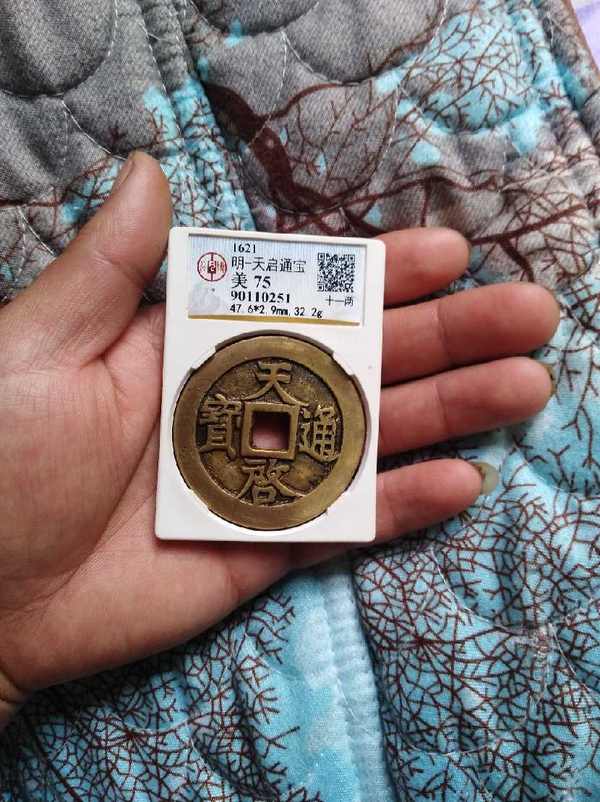 1621
明-天启通宝
美 75
90110251
十一两
47.6*2.9mm,32.2g
天
啓
通
寶